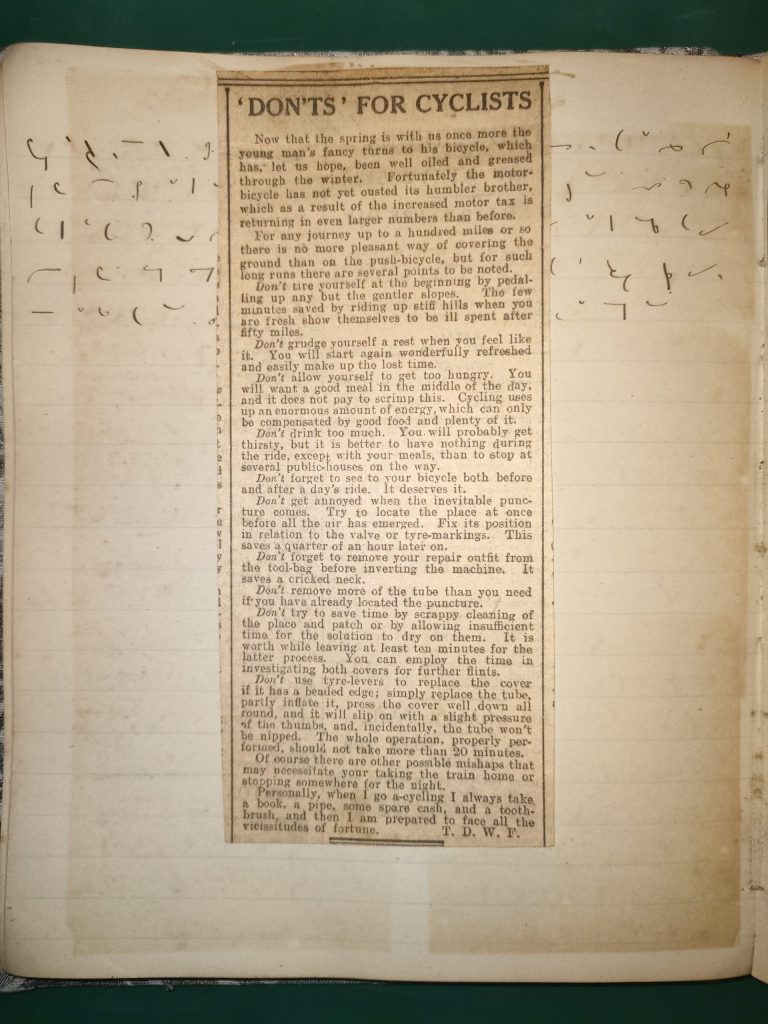 'DON'TS' FOR CYCLISTS
Now that the spring is with us once more the
young man's fancy turns to his bicycle, which
has, let us hope, been well oiled and greased
through the winter. Fortunately the motor-
bicycle has not yet ousted its humbler brother,
which as a result of the increased motor tax is
returning in even larger numbers than before.
For any journey up to a hundred miles or so
there is no more pleasant way of covering the
ground than on the push-bicycle, but for such
long runs there are several points to be noted.
Don't tire yourself at the beginning by pedal-
ling up any but the gentler slopes. The few
minutes saved by riding up stiff hills when you
are fresh show themselves to be ill spent after
fifty miles.
Don't grudge yourself a rest when you feel like
it. You will start again wonderfully refreshed
and easily make up the lost time.
Don't allow yourself to get too hungry. You
will want a good meal in the middle of the day,
and it does not pay to scrimp this. Cycling uses
up an enormous amount of energy, which can only
be compensated by good food and plenty of it.
Don't drink too much. You will probably get
thirsty, but it is better to have nothing during
the ride, except with your meals, than to stop at
several public-houses on the way.
Don't forget to see to your bicycle both before
and after a day's ride. It deserves it.
Don't get annoyed when the inevitable punc-
ture comes. Try to locate the place at once
before all the air has emerged. Fix its position
in relation to the valve or tyre-markings. This
saves a quarter of an hour later on.
Don't forget to remove your repair outfit from
the tool-bag before inverting the machine. It
saves a cricked neck.
Don't remove more of the tube than you need
if you have already located the puncture.
Don't try to save time by scrappy cleaning of
the place and patch or by allowing insufficient
time for the solution to dry on them. It is
worth while leaving at least ten minutes for the
latter process. You can employ the time in
investigating both covers for further flints.
Don't use tyre-levers to replace the cover
if it has a beaded edge; simply replace the tube,
partly inflate it, press the cover well down all
round, and it will slip on with a slight pressure
of the thumbs, and, incidentally, the tube won't
be nipped. The whole operation, properly per-
formed, should not take more than 20 minutes.
Of course there are other possible mishaps that
may necessitate your taking the train home or
stopping somewhere for the night.
Personally, when I go a-cycling I always take
a book, a pipe, some spare cash, and a tooth-
brush, and then I am prepared to face all the
vicissitudes of fortune. T. D. W. F.